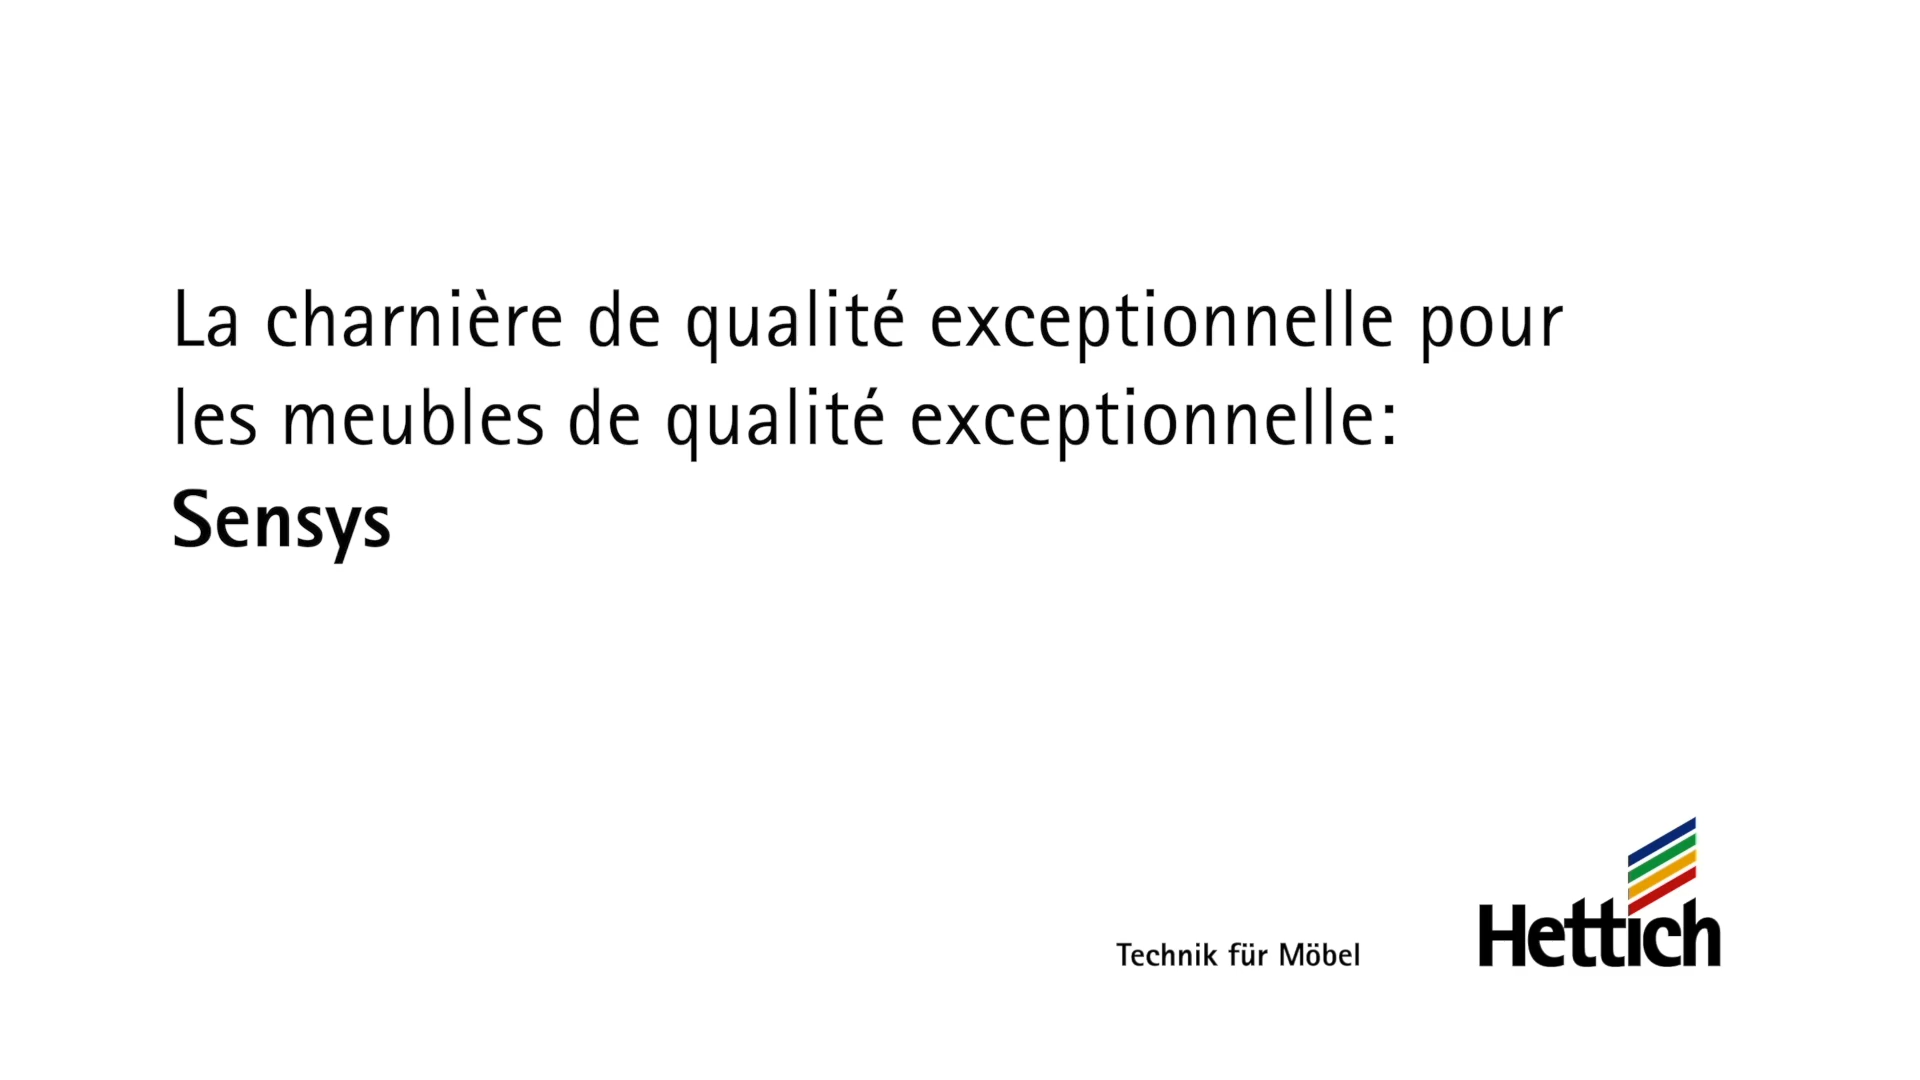 La charnière de qualité exceptionnelle pour
les meubles de qualité exceptionnelle:
Sensys
Technik für Möbel
Hettich